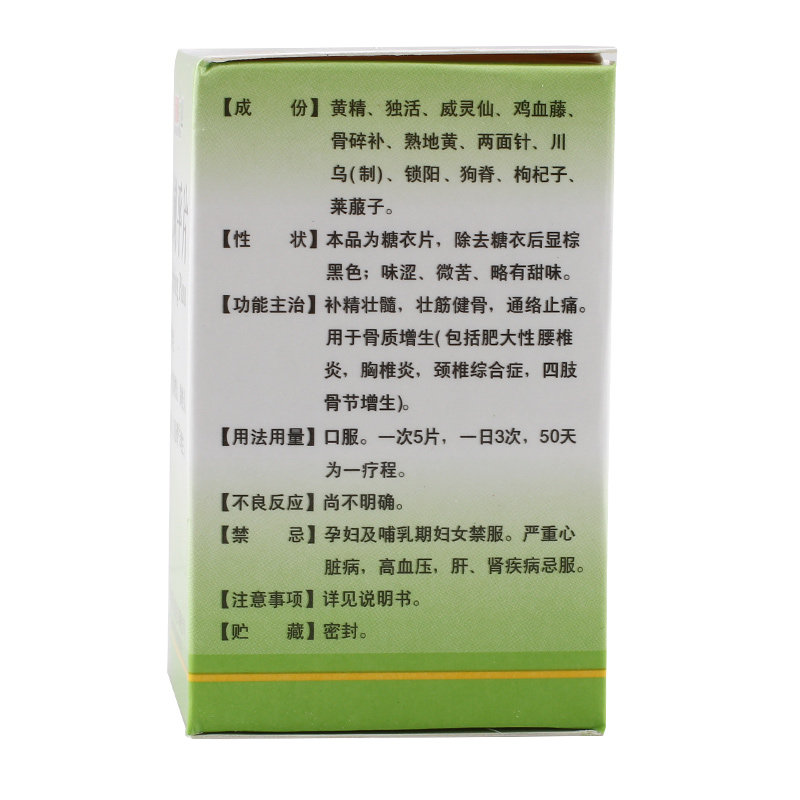 【成 份】黄精、独活、威灵仙、鸡血藤、
骨碎补、熟地黄、两面针、川
乌(制)、锁阳、狗脊、枸杞子、
莱菔子。
【性 状】本品为糖衣片，除去糖衣后显棕
黑色；味涩、微苦、略有甜味。
【功能主治】补精壮髓，壮筋健骨，通络止痛。
用于骨质增生(包括肥大性腰椎
炎，胸椎炎，颈椎综合症，四肢
骨节增生)。
【用法用量】口服。一次5片，一日3次，50天
为一疗程。
【不良反应】尚不明确。
【禁 忌】孕妇及哺乳期妇女禁服。严重心
脏病，高血压，肝、肾疾病忌服。
【注意事项】详见说明书。
【贮 藏】密封。